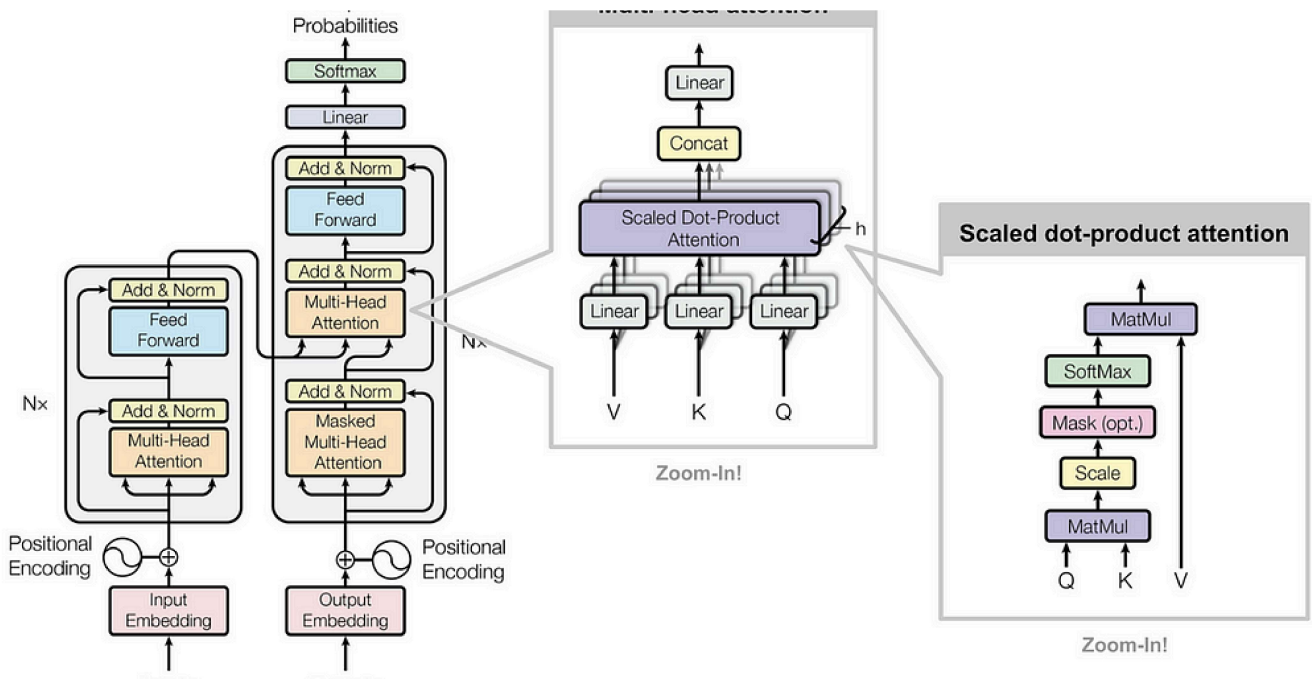 Probabilities
Softmax
Linear
Add & Norm
Feed
Forward
Add & Norm
Multi-Head
Attention
Add & Norm
Masked
Multi-Head
Attention
Nx
Positional
Encoding
Output
Embedding
Add & Norm
Feed
Forward
Add & Norm
Multi-Head
Attention
Nx
Positional
Encoding
Input
Embedding
Multi-head attention
Linear
Concat
Scaled Dot-Product
Attention
h
Linear
Linear
Linear
V
K
Q
Zoom-In!
Scaled dot-product attention
MatMul
SoftMax
Mask (opt.)
Scale
MatMul
Q
K
V
Zoom-In!